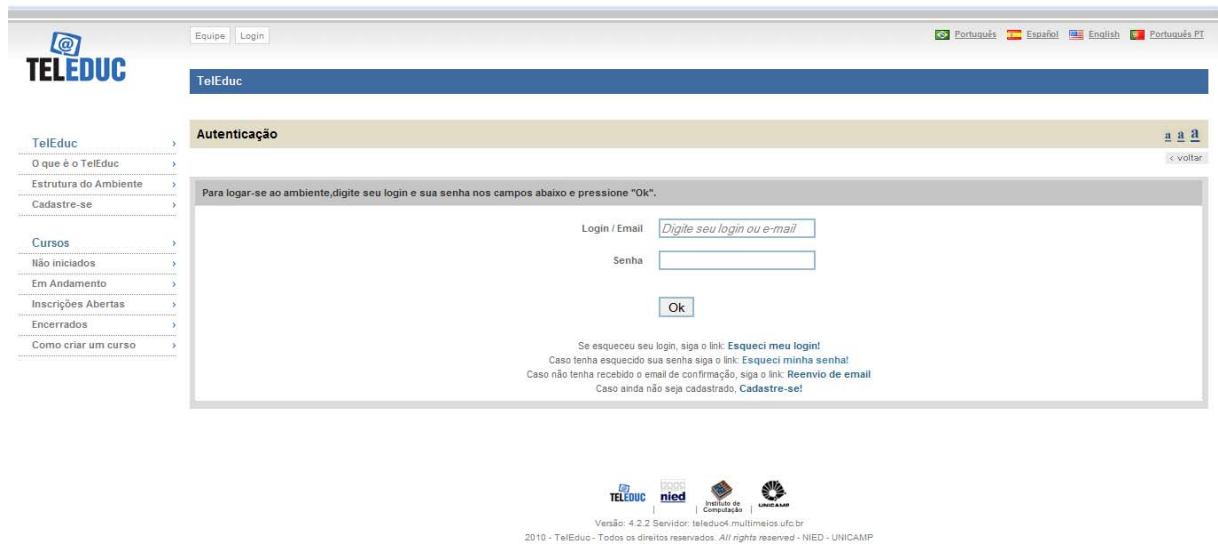 Equipe Login Português Español English Português PT
@
TELEDUC
TelEduc
Autenticação a a a
‹ voltar
TelEduc ›
O que é o TelEduc ›
Estrutura do Ambiente ›
Cadastre-se ›
Cursos ›
Não iniciados ›
Em Andamento ›
Inscrições Abertas ›
Encerrados ›
Como criar um curso ›
Para logar-se ao ambiente,digite seu login e sua senha nos campos abaixo e pressione "Ok".
Login / Email Digite seu login ou e-mail
Senha
Ok
Se esqueceu seu login, siga o link: Esqueci meu login!
Caso tenha esquecido sua senha siga o link: Esqueci minha senha!
Caso não tenha recebido o email de confirmação, siga o link: Reenvio de email
Caso ainda não seja cadastrado, Cadastre-se!
@ TELEDUC | nied | Instituto de Computação | UNICAMP
Versão: 4.2.2 Servidor: teleduc4.multimeios.ufc.br
2010 - TelEduc - Todos os direitos reservados. All rights reserved - NIED - UNICAMP